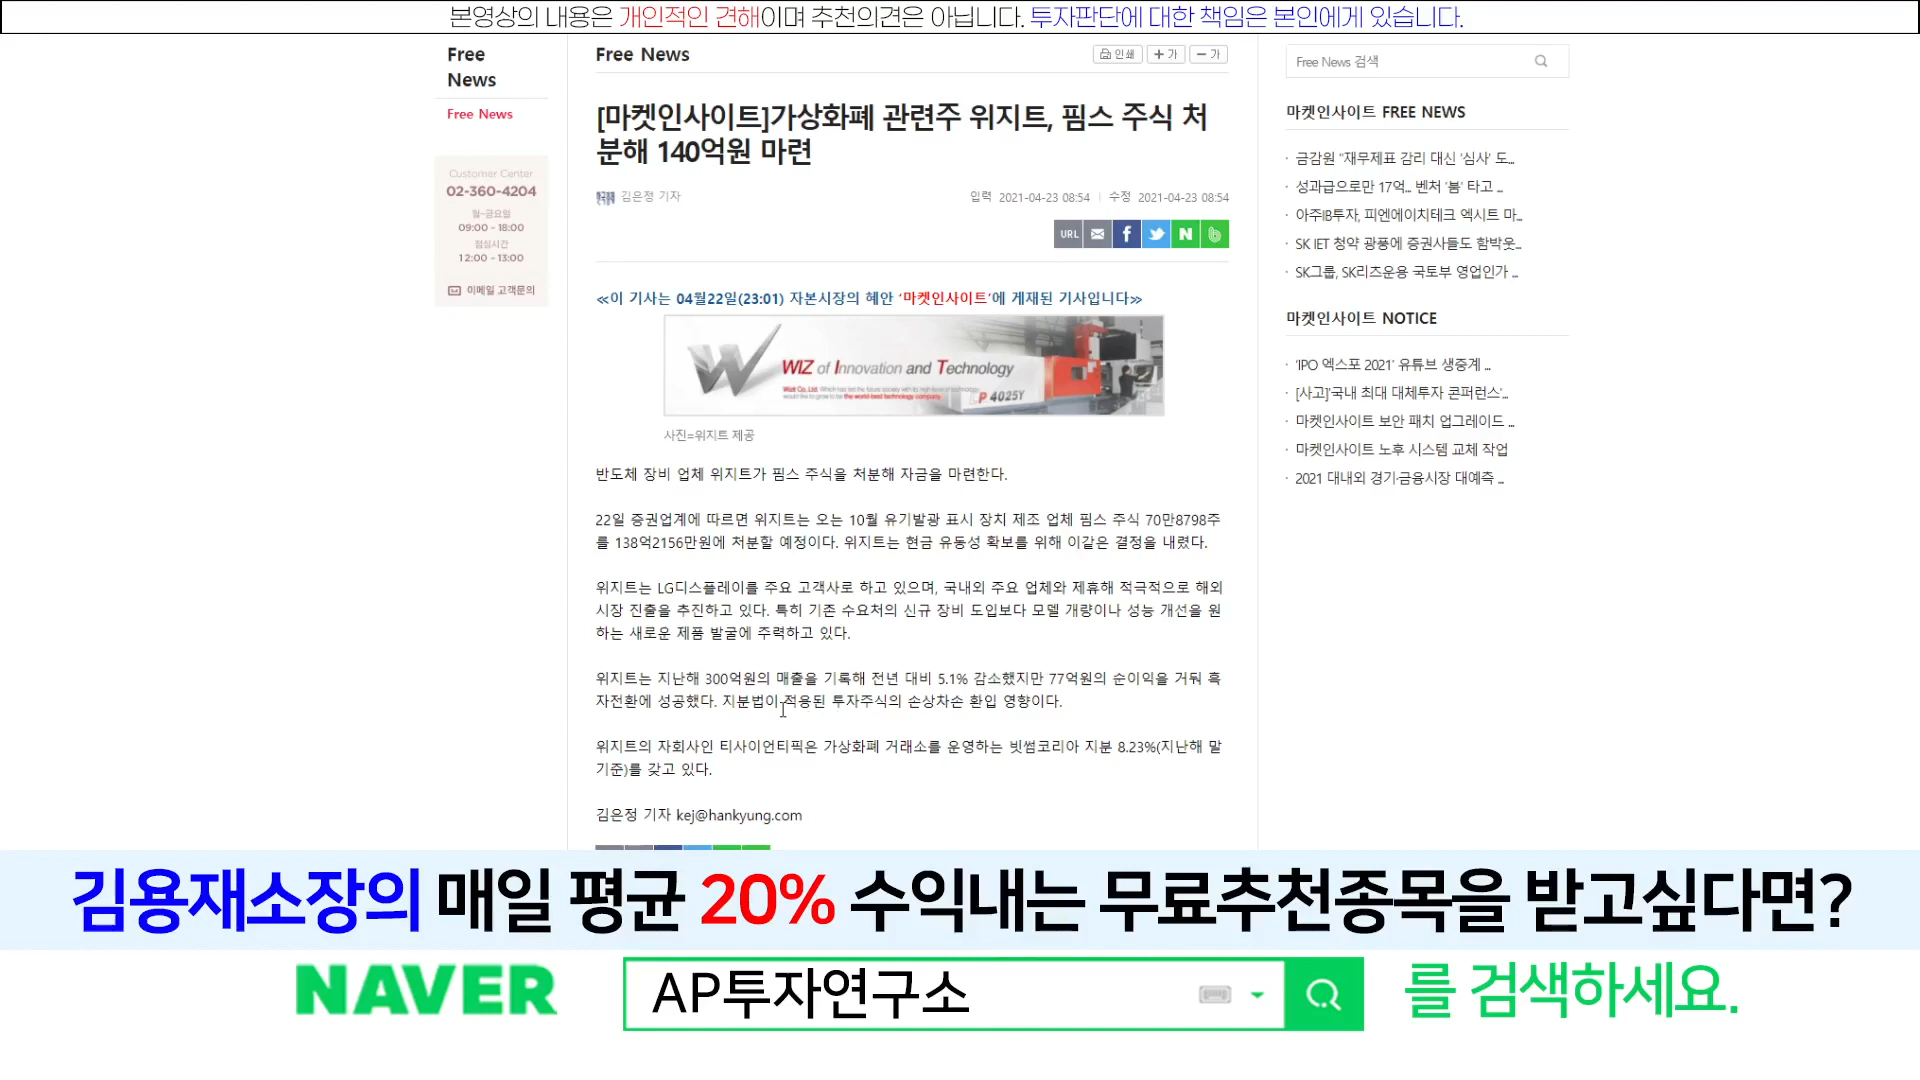 본영상의 내용은 개인적인 견해이며 추천의견은 아닙니다. 투자판단에 대한 책임은 본인에게 있습니다.
Free
News
Free News
Customer Center
02-360-4204
월~금요일
09:00 - 18:00
점심시간
12:00 - 13:00
이메일 고객문의
Free News
인쇄
+ 가
- 가
[마켓인사이트]가상화폐 관련주 위지트, 핌스 주식 처
분해 140억원 마련
김은정 기자
입력 2021-04-23 08:54 | 수정 2021-04-23 08:54
URL
≪이 기사는 04월22일(23:01) 자본시장의 혜안 ‘마켓인사이트’에 게재된 기사입니다≫
WIZ of Innovation and Technology
LP 4025Y
사진=위지트 제공
반도체 장비 업체 위지트가 핌스 주식을 처분해 자금을 마련한다.
22일 증권업계에 따르면 위지트는 오는 10월 유기발광 표시 장치 제조 업체 핌스 주식 70만8798주
를 138억2156만원에 처분할 예정이다. 위지트는 현금 유동성 확보를 위해 이같은 결정을 내렸다.
위지트는 LG디스플레이를 주요 고객사로 하고 있으며, 국내외 주요 업체와 제휴해 적극적으로 해외
시장 진출을 추진하고 있다. 특히 기존 수요처의 신규 장비 도입보다 모델 개량이나 성능 개선을 원
하는 새로운 제품 발굴에 주력하고 있다.
위지트는 지난해 300억원의 매출을 기록해 전년 대비 5.1% 감소했지만 77억원의 순이익을 거둬 흑
자전환에 성공했다. 지분법이 적용된 투자주식의 손상차손 환입 영향이다.
위지트의 자회사인 티사이언티픽은 가상화폐 거래소를 운영하는 빗썸코리아 지분 8.23%(지난해 말
기준)를 갖고 있다.
김은정 기자 kej@hankyung.com
Free News 검색
마켓인사이트 FREE NEWS
· 금감원 "재무제표 감리 대신 '심사' 도...
· 성과급으로만 17억... 벤처 '붐' 타고 ...
· 아주IB투자, 피엔에이치테크 엑시트 마...
· SK IET 청약 광풍에 증권사들도 함박웃...
· SK그룹, SK리츠운용 국토부 영업인가 ...
마켓인사이트 NOTICE
· ‘IPO 엑스포 2021’ 유튜브 생중계 ...
· [사고]'국내 최대 대체투자 콘퍼런스'...
· 마켓인사이트 보안 패치 업그레이드 ...
· 마켓인사이트 노후 시스템 교체 작업
· 2021 대내외 경기·금융시장 대예측 ...
김용재소장의 매일 평균 20% 수익내는 무료추천종목을 받고싶다면?
NAVER AP투자연구소 를 검색하세요.